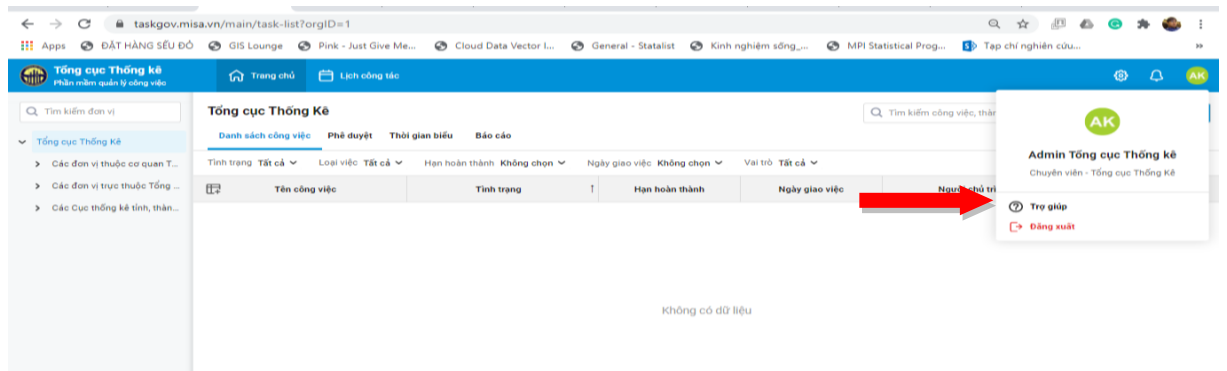 taskgov.misa.vn/main/task-list?orgID=1
Apps ĐẶT HÀNG SẾU ĐỎ GIS Lounge Pink - Just Give Me... Cloud Data Vector I... General - Statalist Kinh nghiệm sống_... MPI Statistical Prog... Tạp chí nghiên cứu... »
Tổng cục Thống kê
Phần mềm quản lý công việc
Trang chủ Lịch công tác AK
Tìm kiếm đơn vị
Tổng cục Thống Kê
Các đơn vị thuộc cơ quan T...
Các đơn vị trực thuộc Tổng ...
Các Cục thống kê tỉnh, thàn...
Tổng cục Thống Kê
Tìm kiếm công việc, thàn
Danh sách công việc Phê duyệt Thời gian biểu Báo cáo
Tình trạng Tất cả Loại việc Tất cả Hạn hoàn thành Không chọn Ngày giao việc Không chọn Vai trò Tất cả
Tên công việc Tình trạng Hạn hoàn thành Ngày giao việc Người chủ trì
Không có dữ liệu
AK
Admin Tổng cục Thống kê
Chuyên viên - Tổng cục Thống Kê
Trợ giúp
Đăng xuất